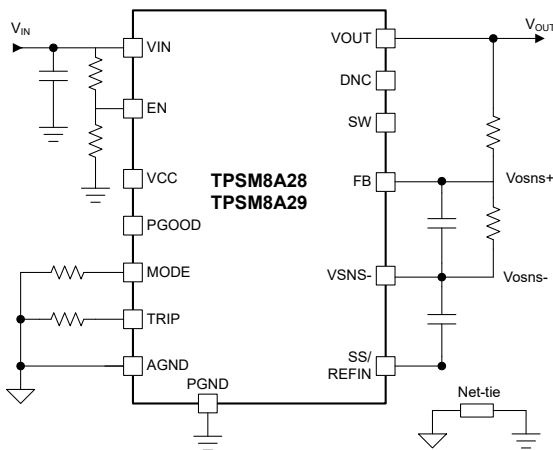 VIN
VIN
EN
VCC
PGOOD
MODE
TRIP
AGND
PGND
TPSM8A28
TPSM8A29
VOUT
VOUT
DNC
SW
FB
Vosns+
VSNS-
Vosns-
SS/
REFIN
Net-tie